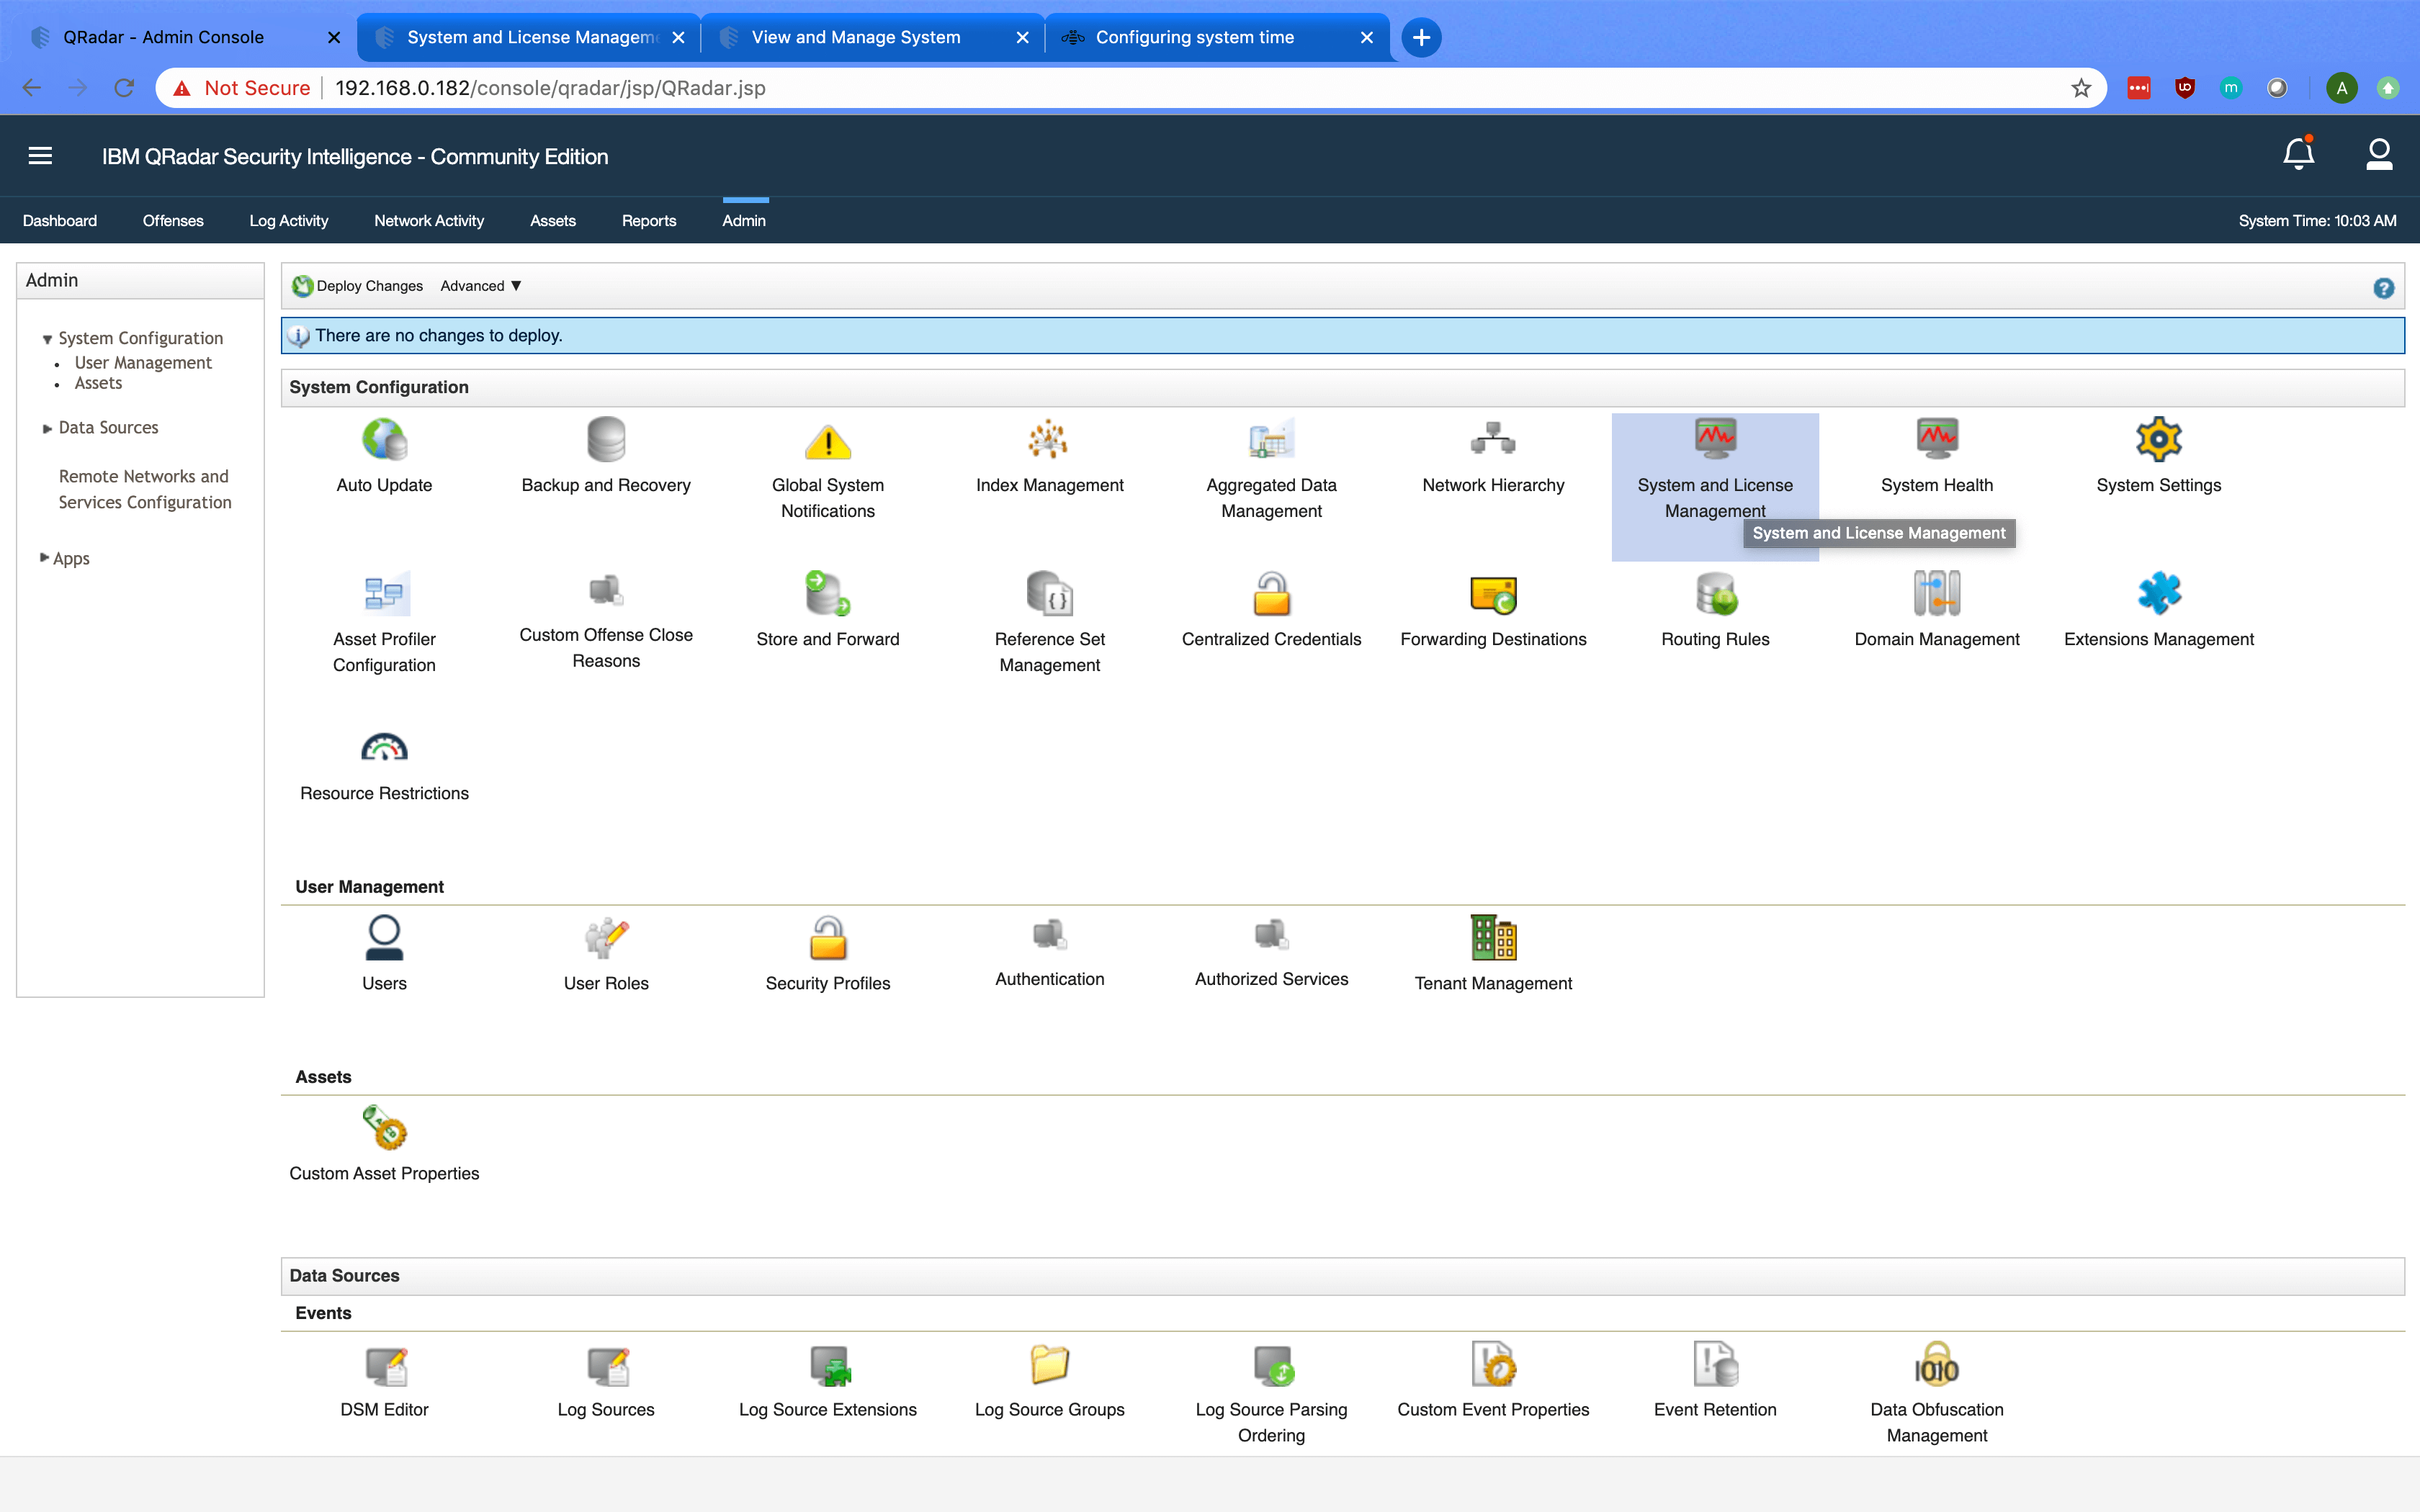 QRadar - Admin Console
System and License Managem
View and Manage System
Configuring system time
Not Secure
192.168.0.182/console/qradar/jsp/QRadar.jsp
m
A
IBM QRadar Security Intelligence - Community Edition
Dashboard
Offenses
Log Activity
Network Activity
Assets
Reports
Admin
System Time: 10:03 AM
Admin
System Configuration
User Management
Assets
Data Sources
Remote Networks and
Services Configuration
Apps
Deploy Changes
Advanced ▼
?
There are no changes to deploy.
System Configuration
Auto Update
Backup and Recovery
Global System
Notifications
Index Management
Aggregated Data
Management
Network Hierarchy
System and License
Management
System and License Management
System Health
System Settings
Asset Profiler
Configuration
Custom Offense Close
Reasons
Store and Forward
Reference Set
Management
Centralized Credentials
Forwarding Destinations
Routing Rules
Domain Management
Extensions Management
Resource Restrictions
User Management
Users
User Roles
Security Profiles
Authentication
Authorized Services
Tenant Management
Assets
Custom Asset Properties
Data Sources
Events
DSM Editor
Log Sources
Log Source Extensions
Log Source Groups
Log Source Parsing
Ordering
Custom Event Properties
Event Retention
1010
Data Obfuscation
Management